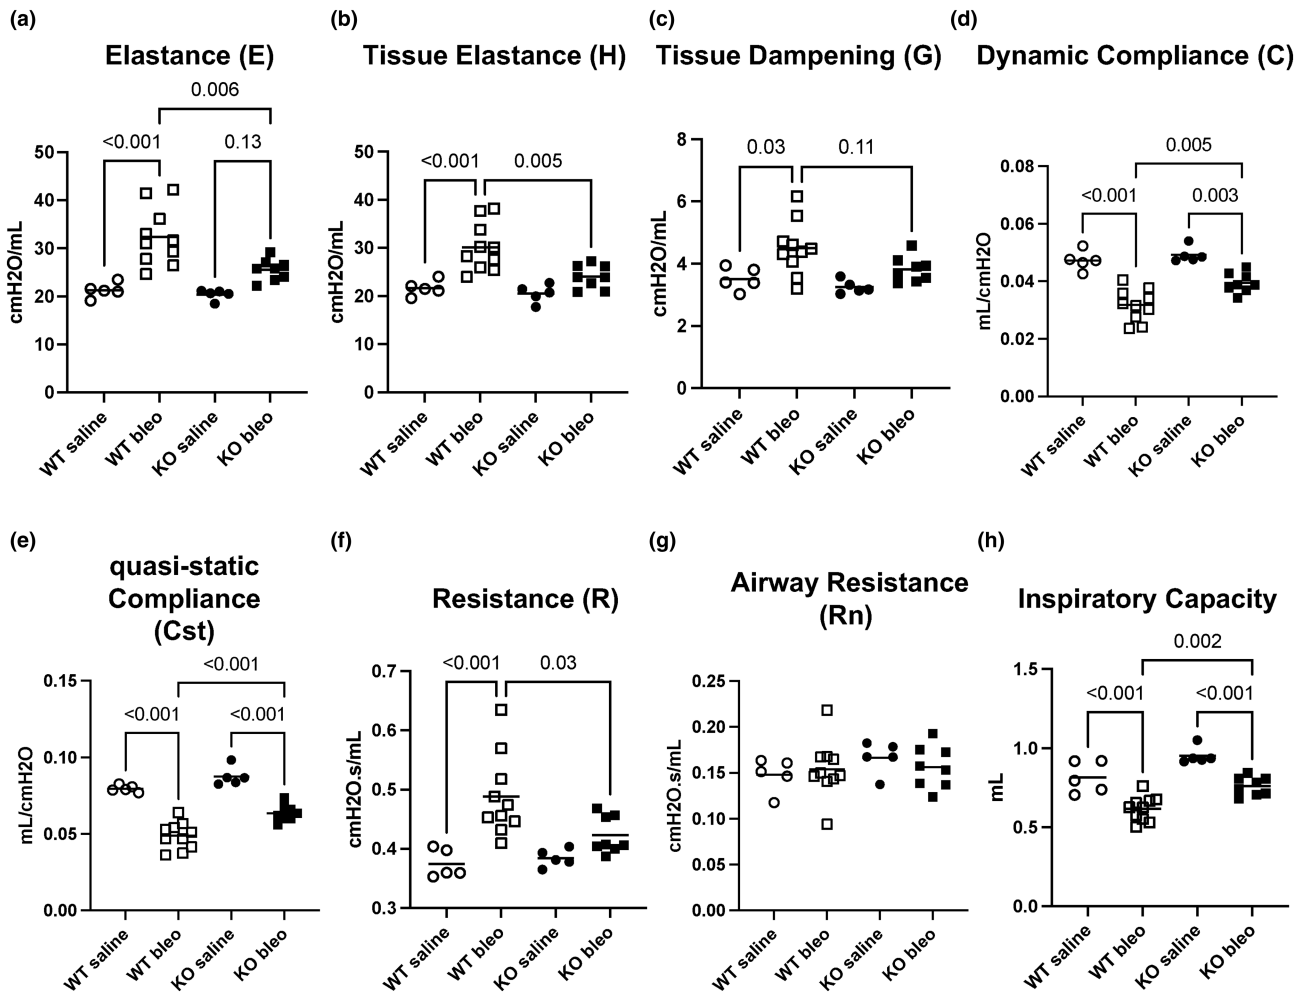 (a)
Elastance (E)
0.006
<0.001
0.13
50
40
30
20
10
0
cmH2O/mL
WT saline
WT bleo
KO saline
KO bleo
(b)
Tissue Elastance (H)
<0.001
0.005
50
40
30
20
10
0
cmH2O/mL
WT saline
WT bleo
KO saline
KO bleo
(c)
Tissue Dampening (G)
0.03
0.11
8
6
4
2
0
cmH2O/mL
WT saline
WT bleo
KO saline
KO bleo
(d)
Dynamic Compliance (C)
0.005
<0.001
0.003
0.08
0.06
0.04
0.02
0.00
mL/cmH2O
WT saline
WT bleo
KO saline
KO bleo
(e)
quasi-static
Compliance
(Cst)
<0.001
<0.001
<0.001
0.15
0.10
0.05
0.00
mL/cmH2O
WT saline
WT bleo
KO saline
KO bleo
(f)
Resistance (R)
<0.001
0.03
0.7
0.6
0.5
0.4
0.3
cmH2O.s/mL
WT saline
WT bleo
KO saline
KO bleo
(g)
Airway Resistance
(Rn)
0.25
0.20
0.15
0.10
0.05
0.00
cmH2O.s/mL
WT saline
WT bleo
KO saline
KO bleo
(h)
Inspiratory Capacity
0.002
<0.001
<0.001
1.5
1.0
0.5
0.0
mL
WT saline
WT bleo
KO saline
KO bleo